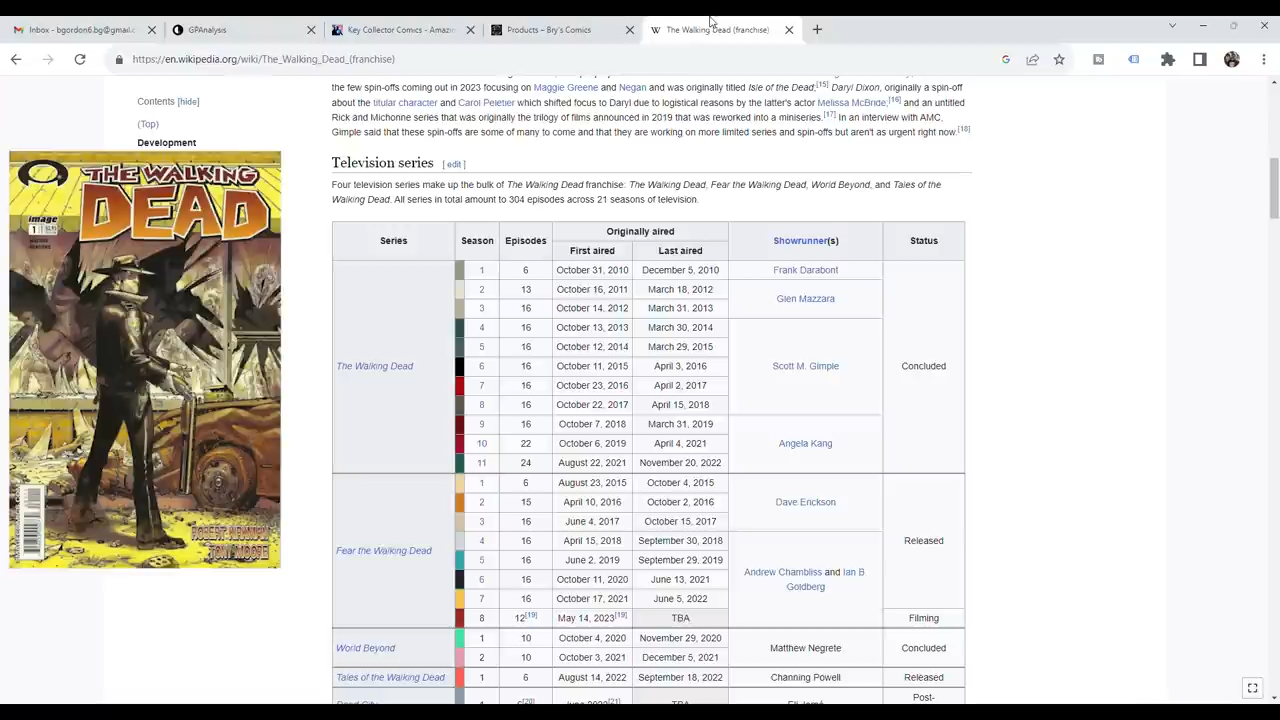 Inbox - bgordon6.bg@gmail.c
GPAnalysis
Key Collector Comics - Amazin
Products – Bry's Comics
The Walking Dead (franchise)
https://en.wikipedia.org/wiki/The_Walking_Dead_(franchise)
Contents [hide]
(Top)
Development
THE WALKING
DEAD
image
1
ROBERT KIRKMAN
TONY MOORE
the few spin-offs coming out in 2023 focusing on Maggie Greene and Negan and was originally titled Isle of the Dead;[15] Daryl Dixon, originally a spin-off
about the titular character and Carol Peletier which shifted focus to Daryl due to logistical reasons by the latter's actor Melissa McBride;[16] and an untitled
Rick and Michonne series that was originally the trilogy of films announced in 2019 that was reworked into a miniseries.[17] In an interview with AMC,
Gimple said that these spin-offs are some of many to come and that they are working on more limited series and spin-offs but aren't as urgent right now.[18]
Television series [ edit ]
Four television series make up the bulk of The Walking Dead franchise: The Walking Dead, Fear the Walking Dead, World Beyond, and Tales of the
Walking Dead. All series in total amount to 304 episodes across 21 seasons of television.
Series Season Episodes Originally aired Showrunner(s) Status
First aired Last aired
1 6 October 31, 2010 December 5, 2010 Frank Darabont
2 13 October 16, 2011 March 18, 2012
Glen Mazzara
3 16 October 14, 2012 March 31, 2013
4 16 October 13, 2013 March 30, 2014
5 16 October 12, 2014 March 29, 2015
The Walking Dead 6 16 October 11, 2015 April 3, 2016 Scott M. Gimple Concluded
7 16 October 23, 2016 April 2, 2017
8 16 October 22, 2017 April 15, 2018
9 16 October 7, 2018 March 31, 2019
10 22 October 6, 2019 April 4, 2021 Angela Kang
11 24 August 22, 2021 November 20, 2022
1 6 August 23, 2015 October 4, 2015
2 15 April 10, 2016 October 2, 2016 Dave Erickson
3 16 June 4, 2017 October 15, 2017
4 16 April 15, 2018 September 30, 2018 Released
Fear the Walking Dead
5 16 June 2, 2019 September 29, 2019
Andrew Chambliss and Ian B
Goldberg
6 16 October 11, 2020 June 13, 2021
7 16 October 17, 2021 June 5, 2022
8 12[19] May 14, 2023[19] TBA Filming
1 10 October 4, 2020 November 29, 2020
World Beyond Matthew Negrete Concluded
2 10 October 3, 2021 December 5, 2021
Tales of the Walking Dead 1 6 August 14, 2022 September 18, 2022 Channing Powell Released
Post-